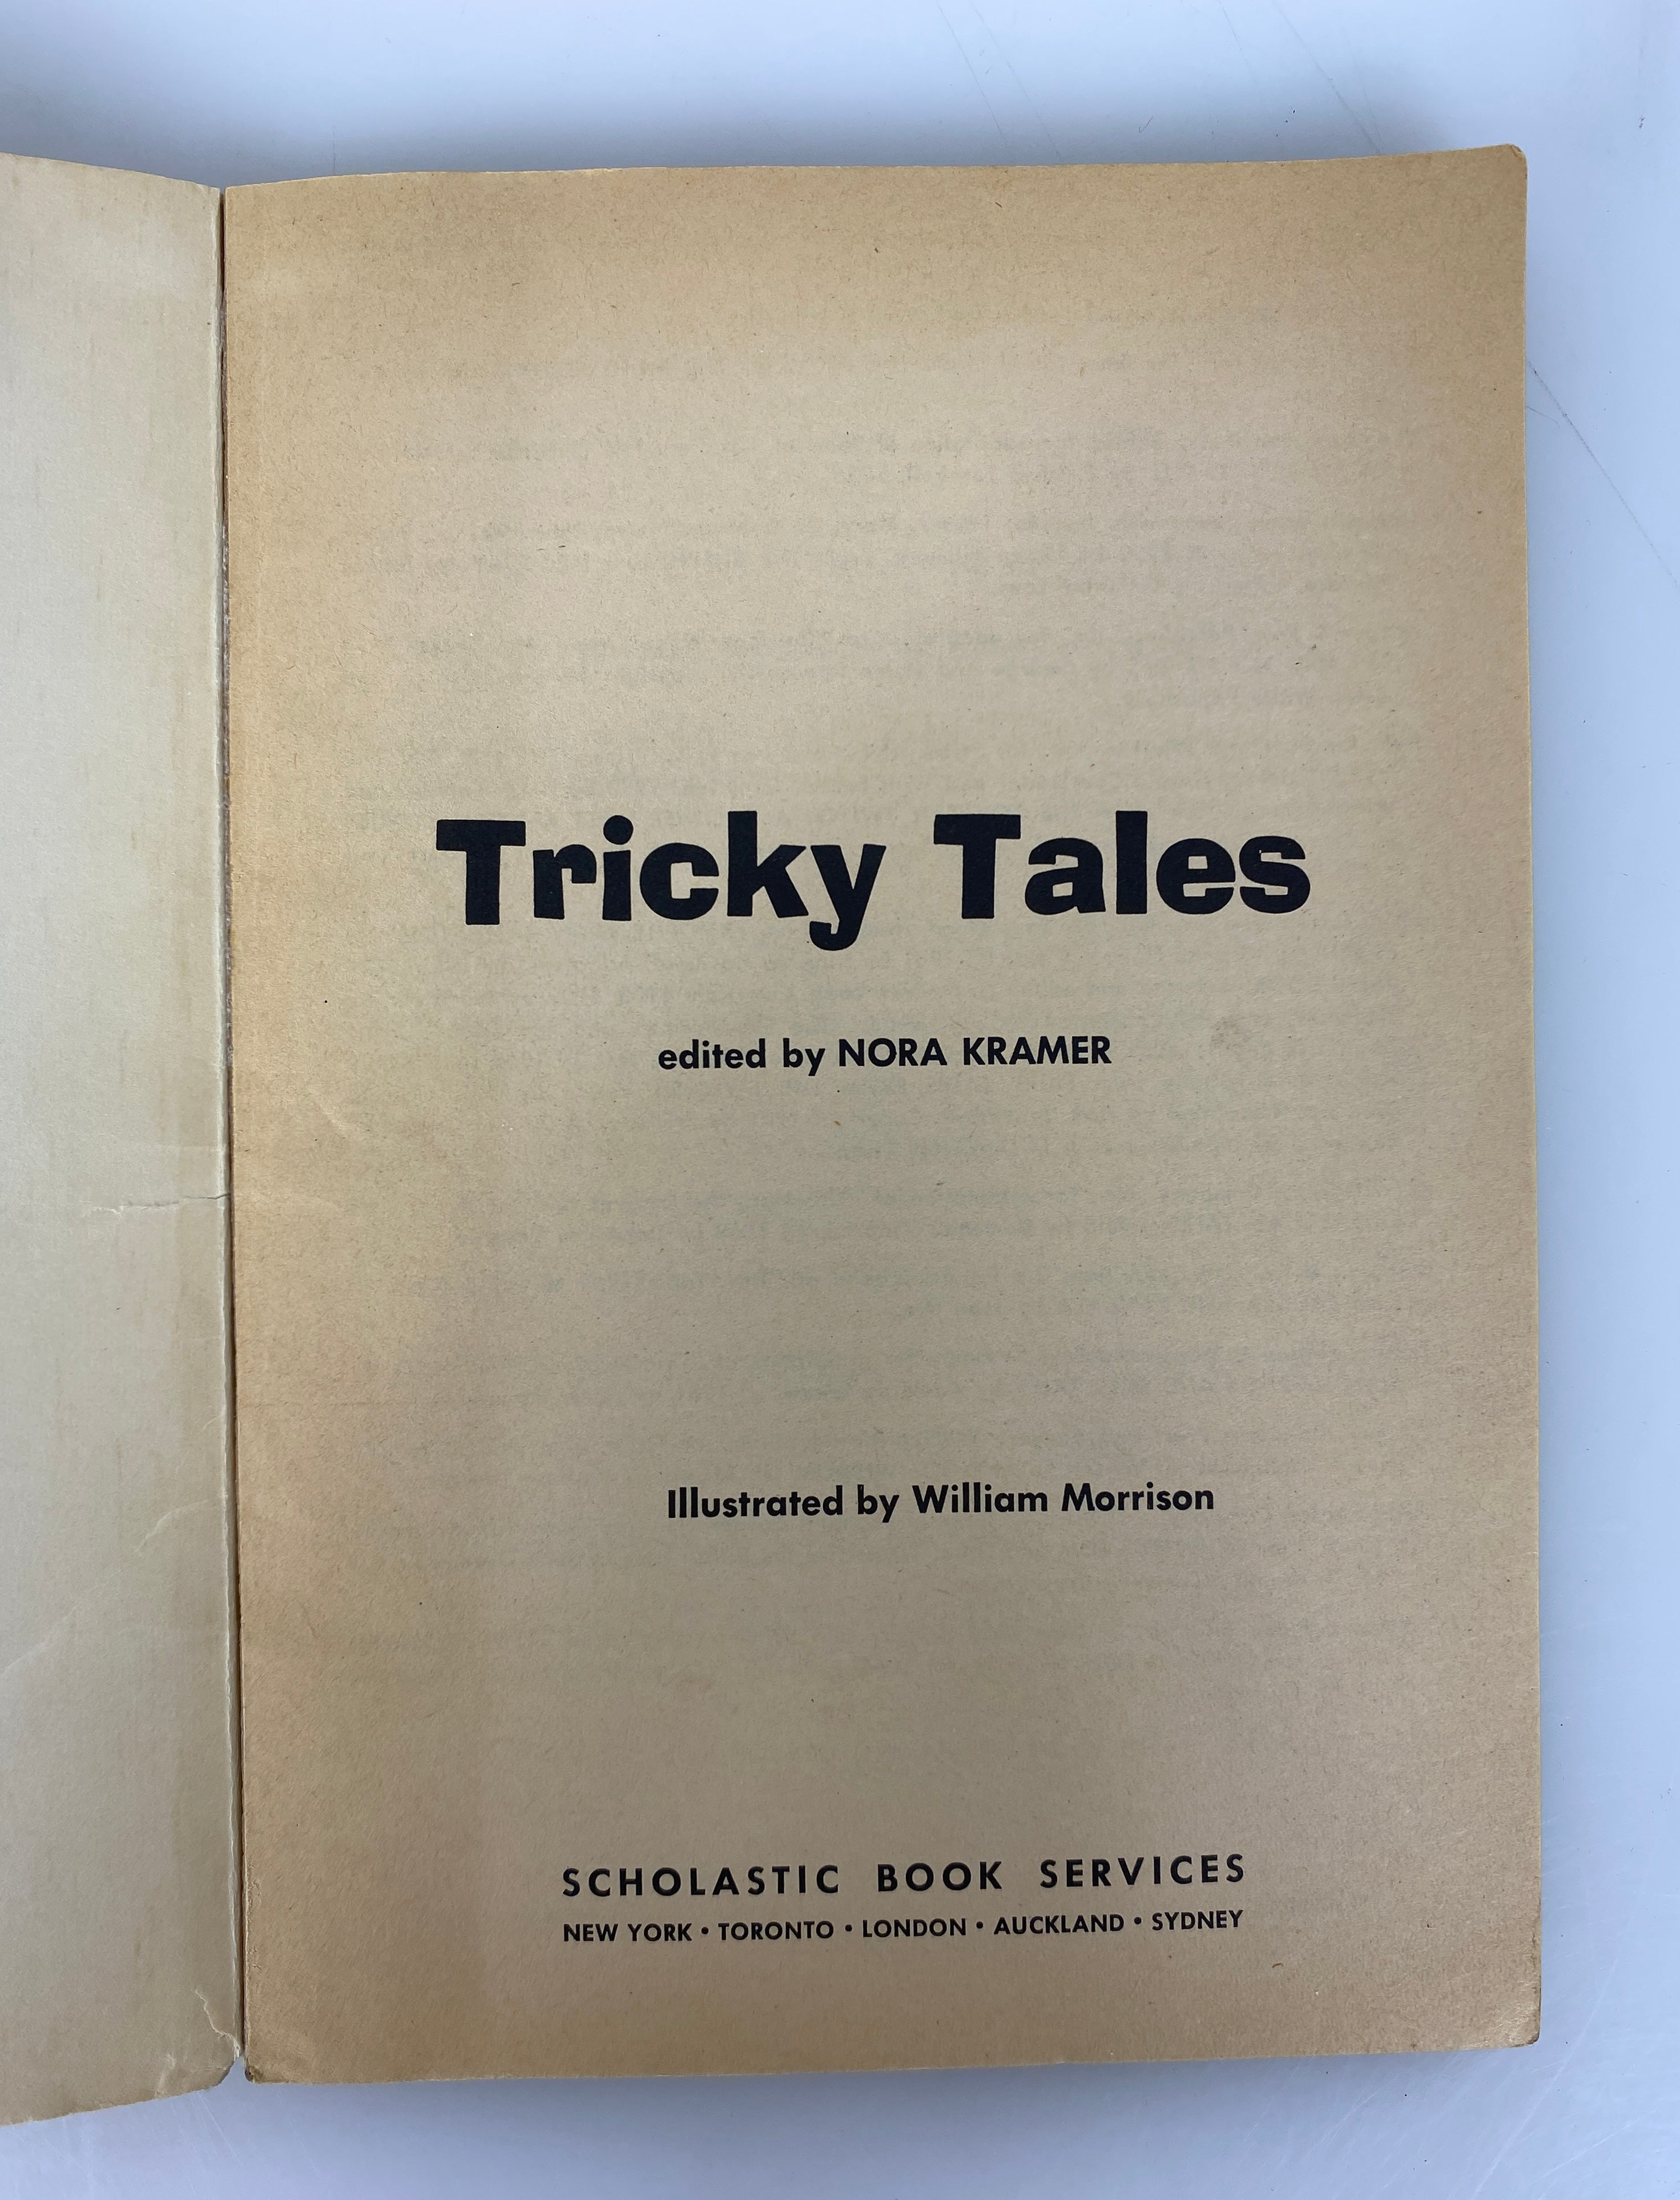 Tricky Tales
edited by NORA KRAMER
Illustrated by William Morrison
SCHOLASTIC BOOK SERVICES
NEW YORK • TORONTO • LONDON • AUCKLAND • SYDNEY